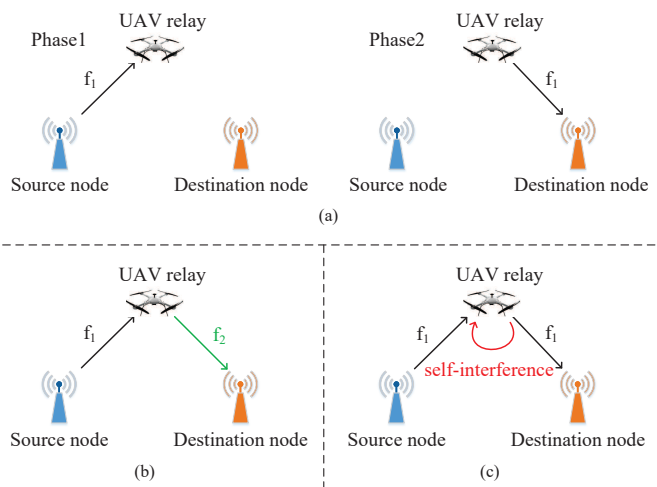 UAV relay
UAV relay
Phase1
Phase2
f1
f1
Source node
Destination node
Source node
Destination node
(a)
UAV relay
UAV relay
f1
f2
f1
f1
self-interference
Source node
Destination node
Source node
Destination node
(b)
(c)